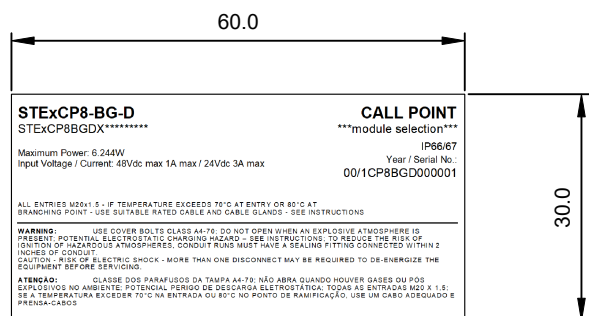 60.0
STExCP8-BG-D
CALL POINT
STExCP8BGDX*********
***module selection***
IP66/67
Maximum Power: 6.244W
Year / Serial No.:
Input Voltage / Current: 48Vdc max 1A max / 24Vdc 3A max
00/1CP8BGD000001
30.0
ALL ENTRIES M20x1.5 - IF TEMPERATURE EXCEEDS 70°C AT ENTRY OR 80°C AT
BRANCHING POINT - USE SUITABLE RATED CABLE AND CABLE GLANDS - SEE INSTRUCTIONS
WARNING: USE COVER BOLTS CLASS A4-70; DO NOT OPEN WHEN AN EXPLOSIVE ATMOSPHERE IS
PRESENT; POTENTIAL ELECTROSTATIC CHARGING HAZARD – SEE INSTRUCTIONS; TO REDUCE THE RISK OF
IGNITION OF HAZARDOUS ATMOSPHERES, CONDUIT RUNS MUST HAVE A SEALING FITTING CONNECTED WITHIN 2
INCHES OF CONDUIT.
CAUTION - RISK OF ELECTRIC SHOCK - MORE THAN ONE DISCONNECT MAY BE REQUIRED TO DE-ENERGIZE THE
EQUIPMENT BEFORE SERVICING.
ATENÇÃO: CLASSE DOS PARAFUSOS DA TAMPA A4-70; NÃO ABRA QUANDO HOUVER GASES OU PÓS
EXPLOSIVOS NO AMBIENTE; POTENCIAL PERIGO DE DESCARGA ELETROSTÁTICA; TODAS AS ENTRADAS M20 X 1.5;
SE A TEMPERATURA EXCEDER 70°C NA ENTRADA OU 80°C NO PONTO DE RAMIFICAÇÃO, USE UM CABO ADEQUADO E
PRENSA-CABOS